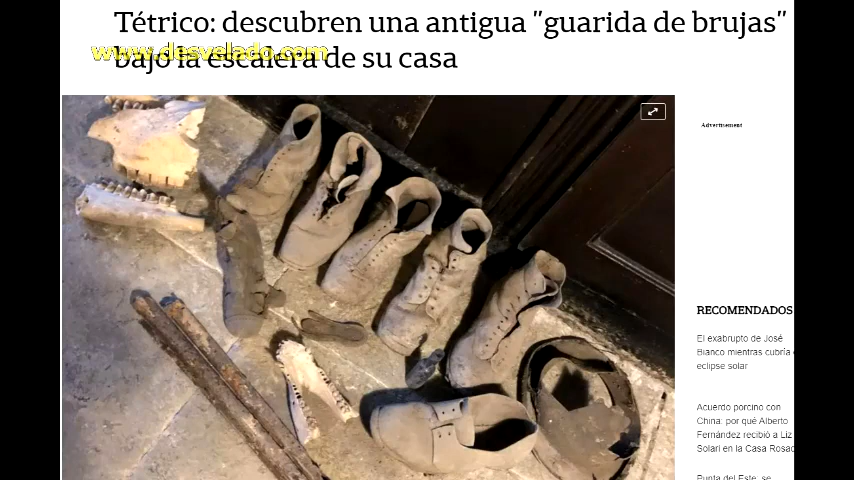 Tétrico: descubren una antigua "guarida de brujas"
www.desvelado.com
bajo la escalera de su casa
Advertisement
RECOMENDADOS
El exabrupto de José
Bianco mientras cubría
eclipse solar
Acuerdo porcino con
China: por qué Alberto
Fernández recibió a Liz
Solari en la Casa Rosad
Punta del Este: se